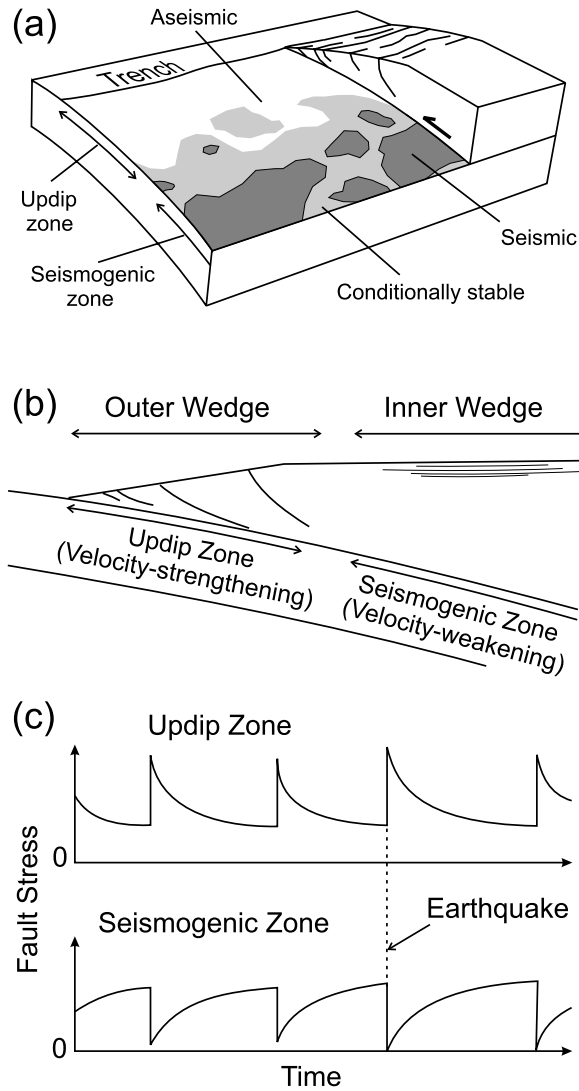 (a)
Aseismic
Trench
Updip
zone
Seismogenic
zone
Seismic
Conditionally stable
(b)
Outer Wedge
Inner Wedge
Updip Zone
(Velocity-strengthening)
Seismogenic Zone
(Velocity-weakening)
(c)
Updip Zone
0
Fault Stress
Earthquake
Seismogenic Zone
0
Time